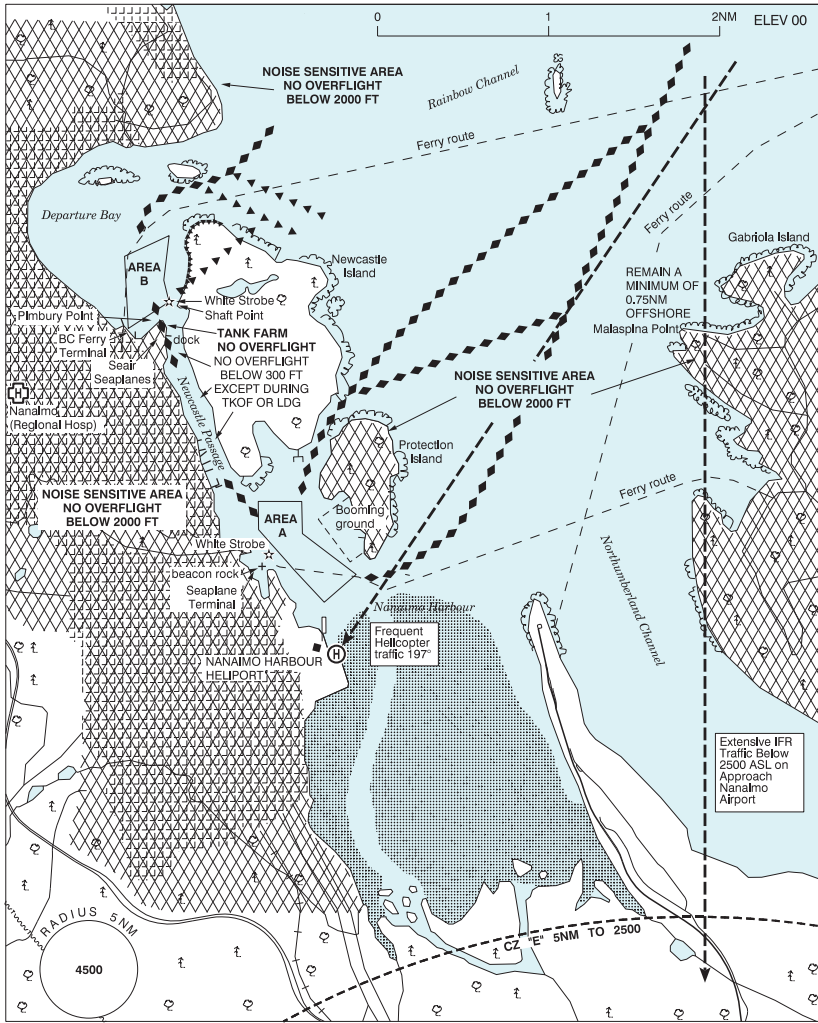 0
1
2NM
ELEV 00
NOISE SENSITIVE AREA
NO OVERFLIGHT
BELOW 2000 FT
Rainbow Channel
Ferry route
Departure Bay
Ferry route
Gabriola Island
Newcastle
Island
AREA
B
REMAIN A
MINIMUM OF
0.75NM
OFFSHORE
Malaspina Point
White Strobe
Shaft Point
Pimbury Point
TANK FARM
NO OVERFLIGHT
dock
BC Ferry
Terminal
NO OVERFLIGHT
BELOW 300 FT
EXCEPT DURING
TKOF OR LDG
Seair
Seaplanes
NOISE SENSITIVE AREA
NO OVERFLIGHT
BELOW 2000 FT
H
Nanaimo
(Regional Hosp)
Newcastle Passage
Protection
Island
Ferry route
NOISE SENSITIVE AREA
NO OVERFLIGHT
BELOW 2000 FT
AREA
A
Booming
ground
White Strobe
beacon rock
Seaplane
Terminal
Nanaimo Harbour
Northumberland Channel
Frequent
Helicopter
traffic 197°
H
NANAIMO HARBOUR
HELIPORT
Extensive IFR
Traffic Below
2500 ASL on
Approach
Nanaimo
Airport
RADIUS 5NM
4500
CZ "E" 5NM TO 2500